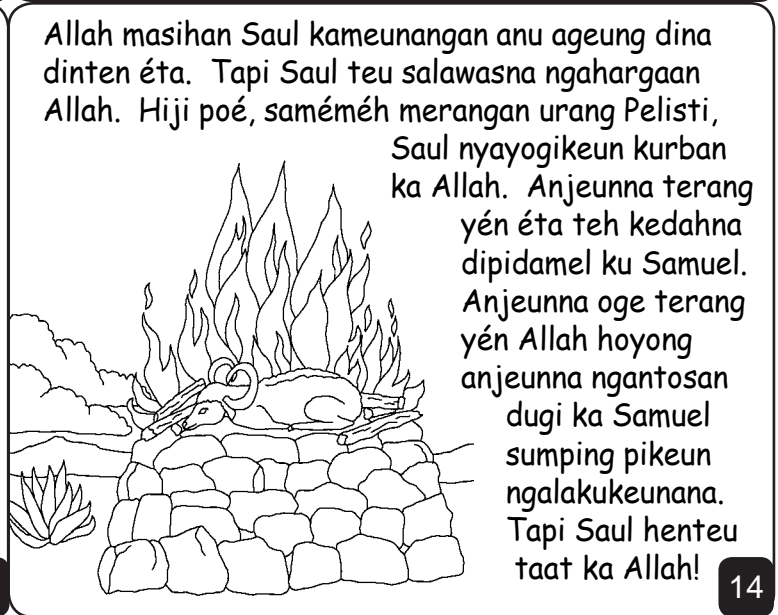 Allah masihan Saul kameunangan anu ageung dina
dinten éta. Tapi Saul teu salawasna ngahargaan
Allah. Hiji poé, saméméh merangan urang Pelisti,
Saul nyayogikeun kurban
ka Allah. Anjeunna terang
yén éta teh kedahna
dipidamel ku Samuel.
Anjeunna oge terang
yén Allah hoyong
anjeunna ngantosan
dugi ka Samuel
sumping pikeun
ngalakukeunana.
Tapi Saul henteu
taat ka Allah!
14